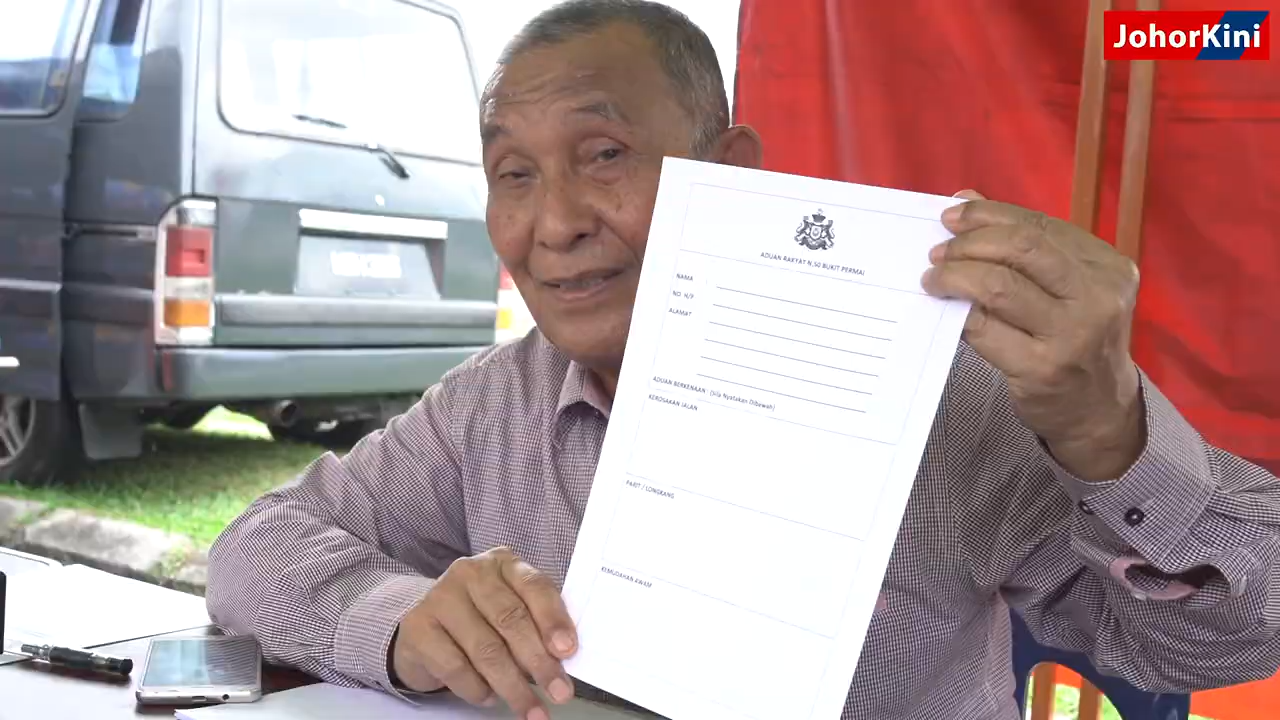 JohorKini
ADUAN RAKYAT N.50 BUKIT PERMAI
NAMA :
NO. H/P
ALAMAT
ADUAN BERKENAAN : (Sila Nyatakan Dibawah)
KEROSAKAN JALAN
PARIT / LONGKANG
KEMUDAHAN AWAM